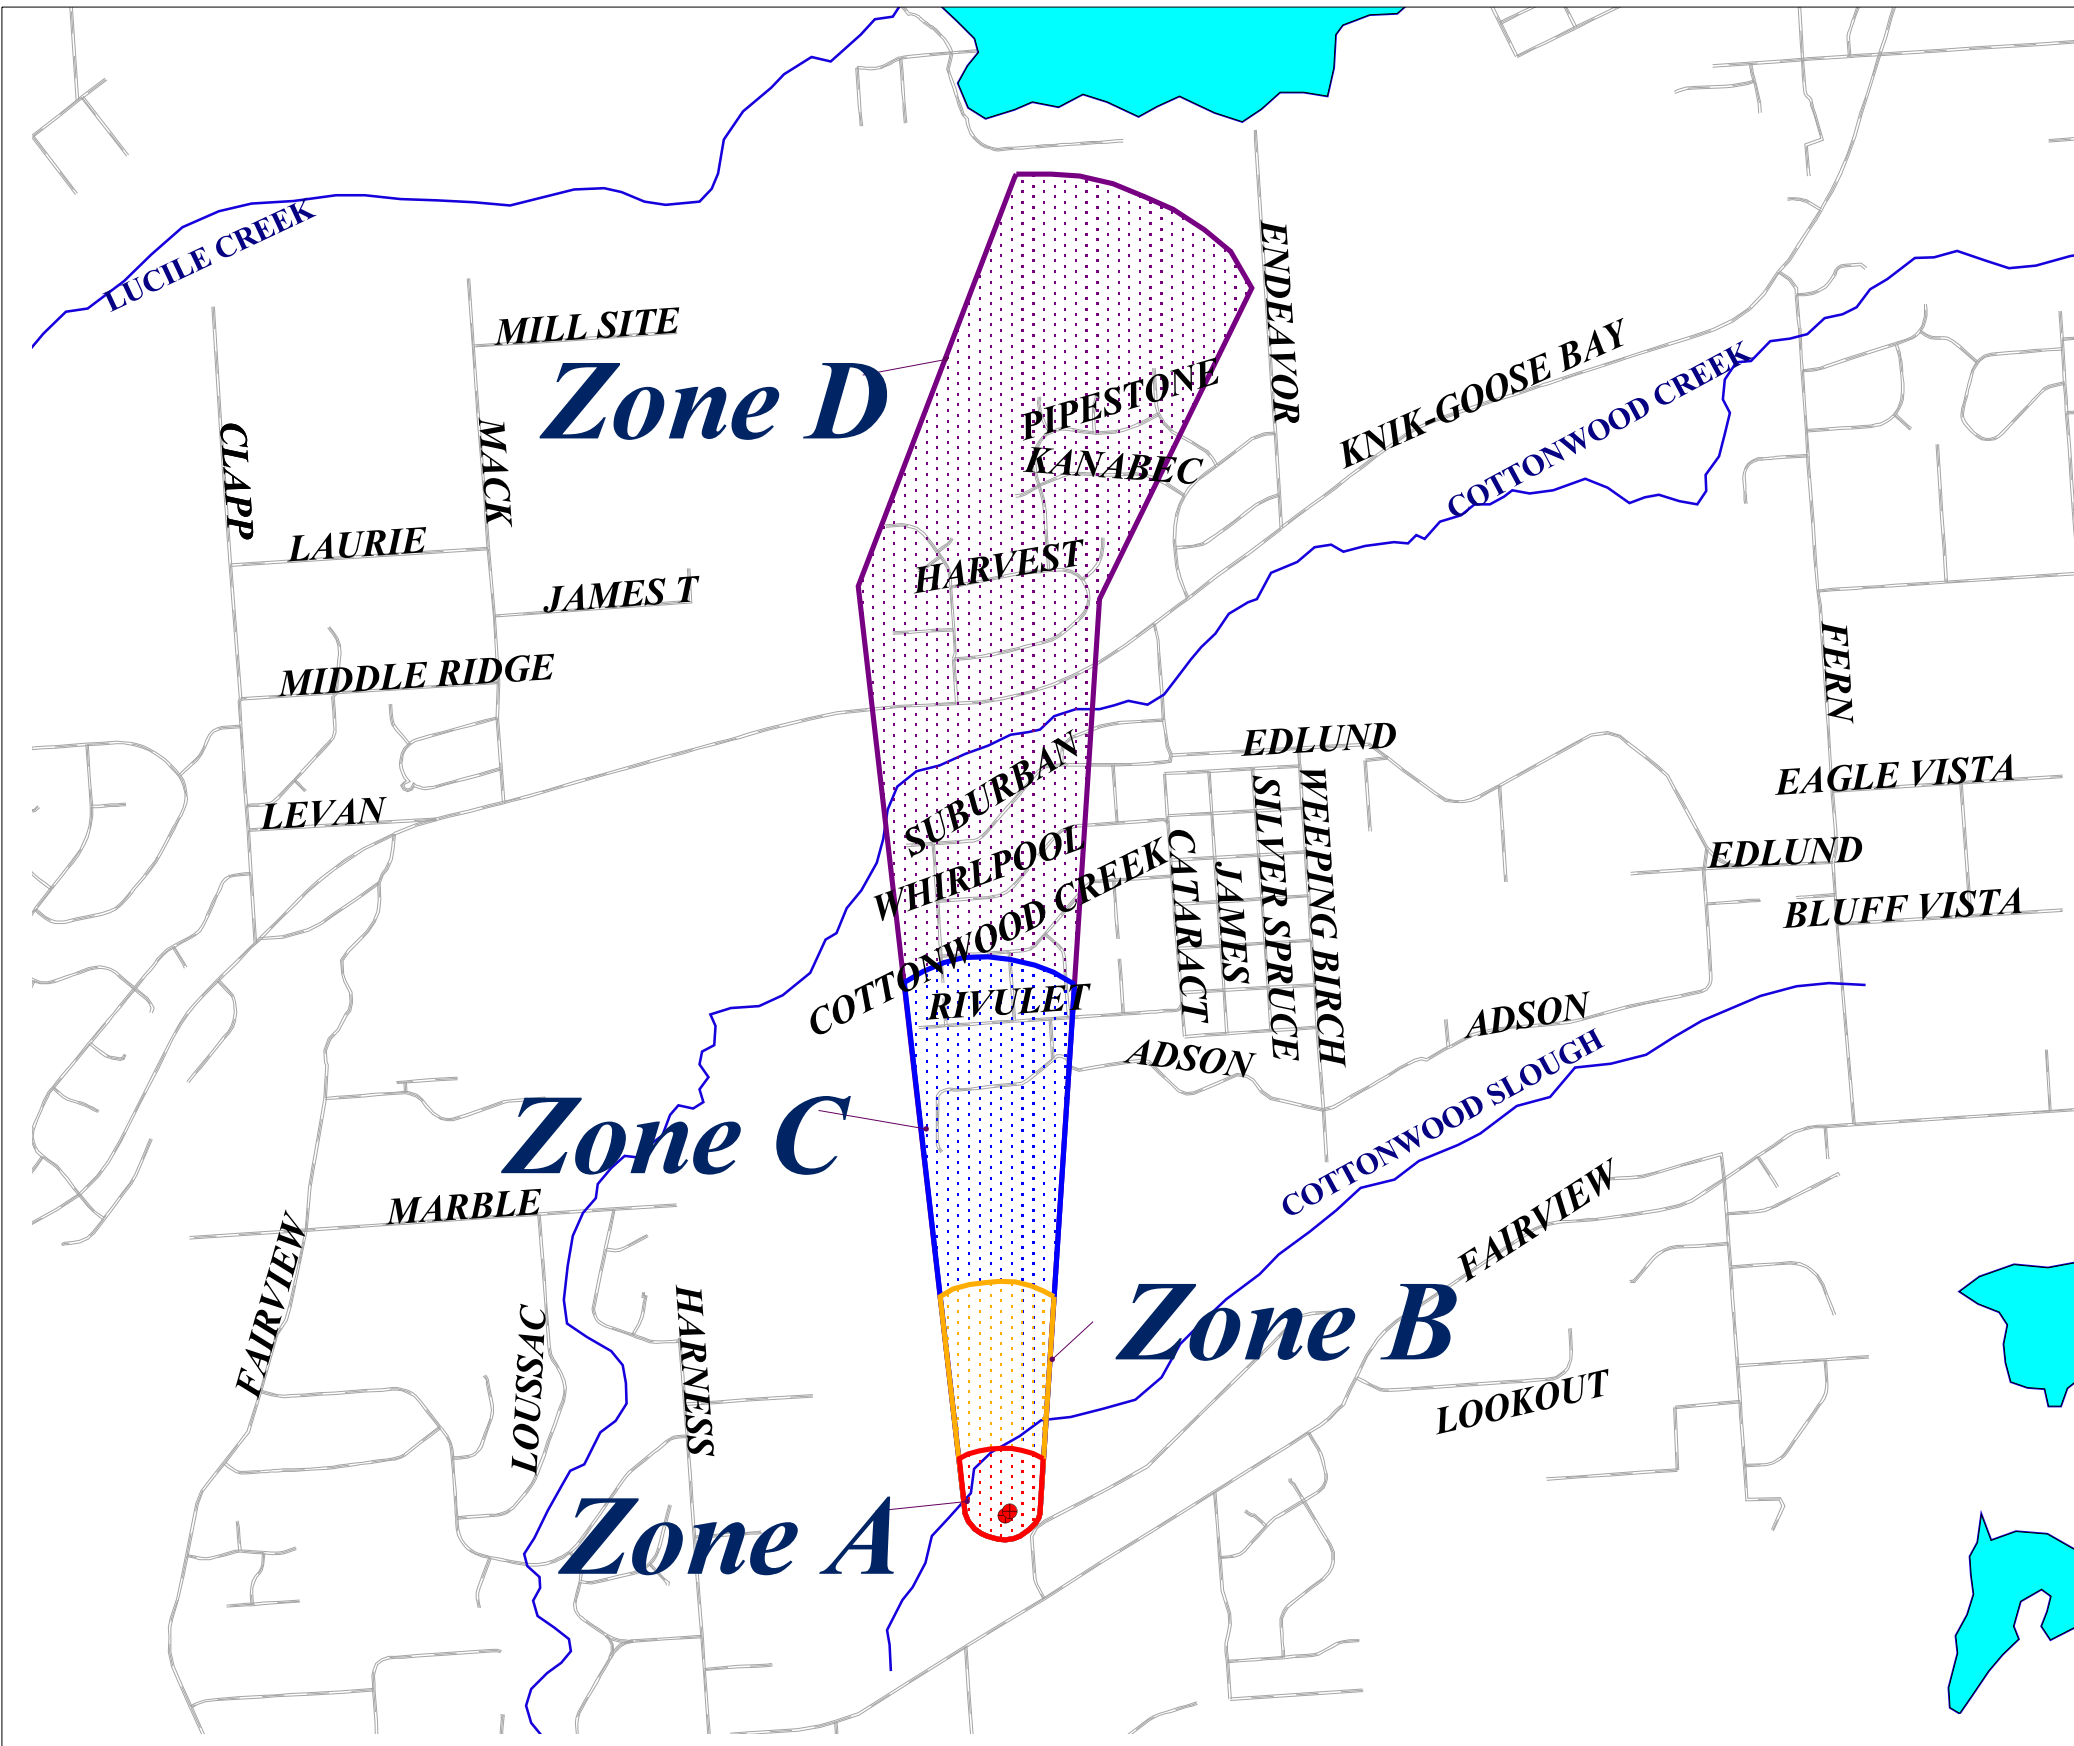 LUCILE CREEK
ENDEAVOR
MILL SITE
KNIK-GOOSE BAY
COTTONWOOD CREEK
Zone D
PIPESTONE
KANABEC
CLAPP
MACK
LAURIE
HARVEST
JAMES T
MIDDLE RIDGE
FERN
EDLUND
SUBURBAN
EAGLE VISTA
LEVAN
WHIRLPOOL
COTTONWOOD CREEK
CATARACT
JAMES
SILVER SPRUCE
WEEPING BIRCH
EDLUND
BLUFF VISTA
RIVULET
ADSON
ADSON
COTTONWOOD SLOUGH
Zone C
MARBLE
FAIRVIEW
FAIRVIEW
Zone B
LOUSSAC
HARNESS
LOOKOUT
Zone A